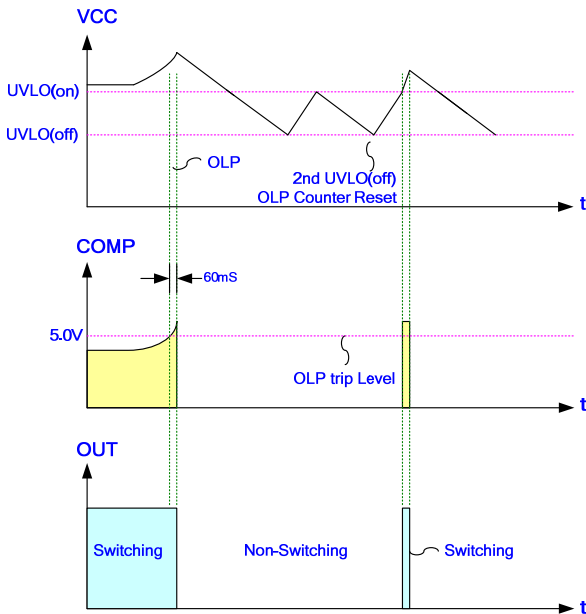 VCC
UVLO(on)
UVLO(off)
OLP
2nd UVLO(off)
OLP Counter Reset
t
COMP
60mS
5.0V
OLP trip Level
t
OUT
Switching
Non-Switching
Switching
t